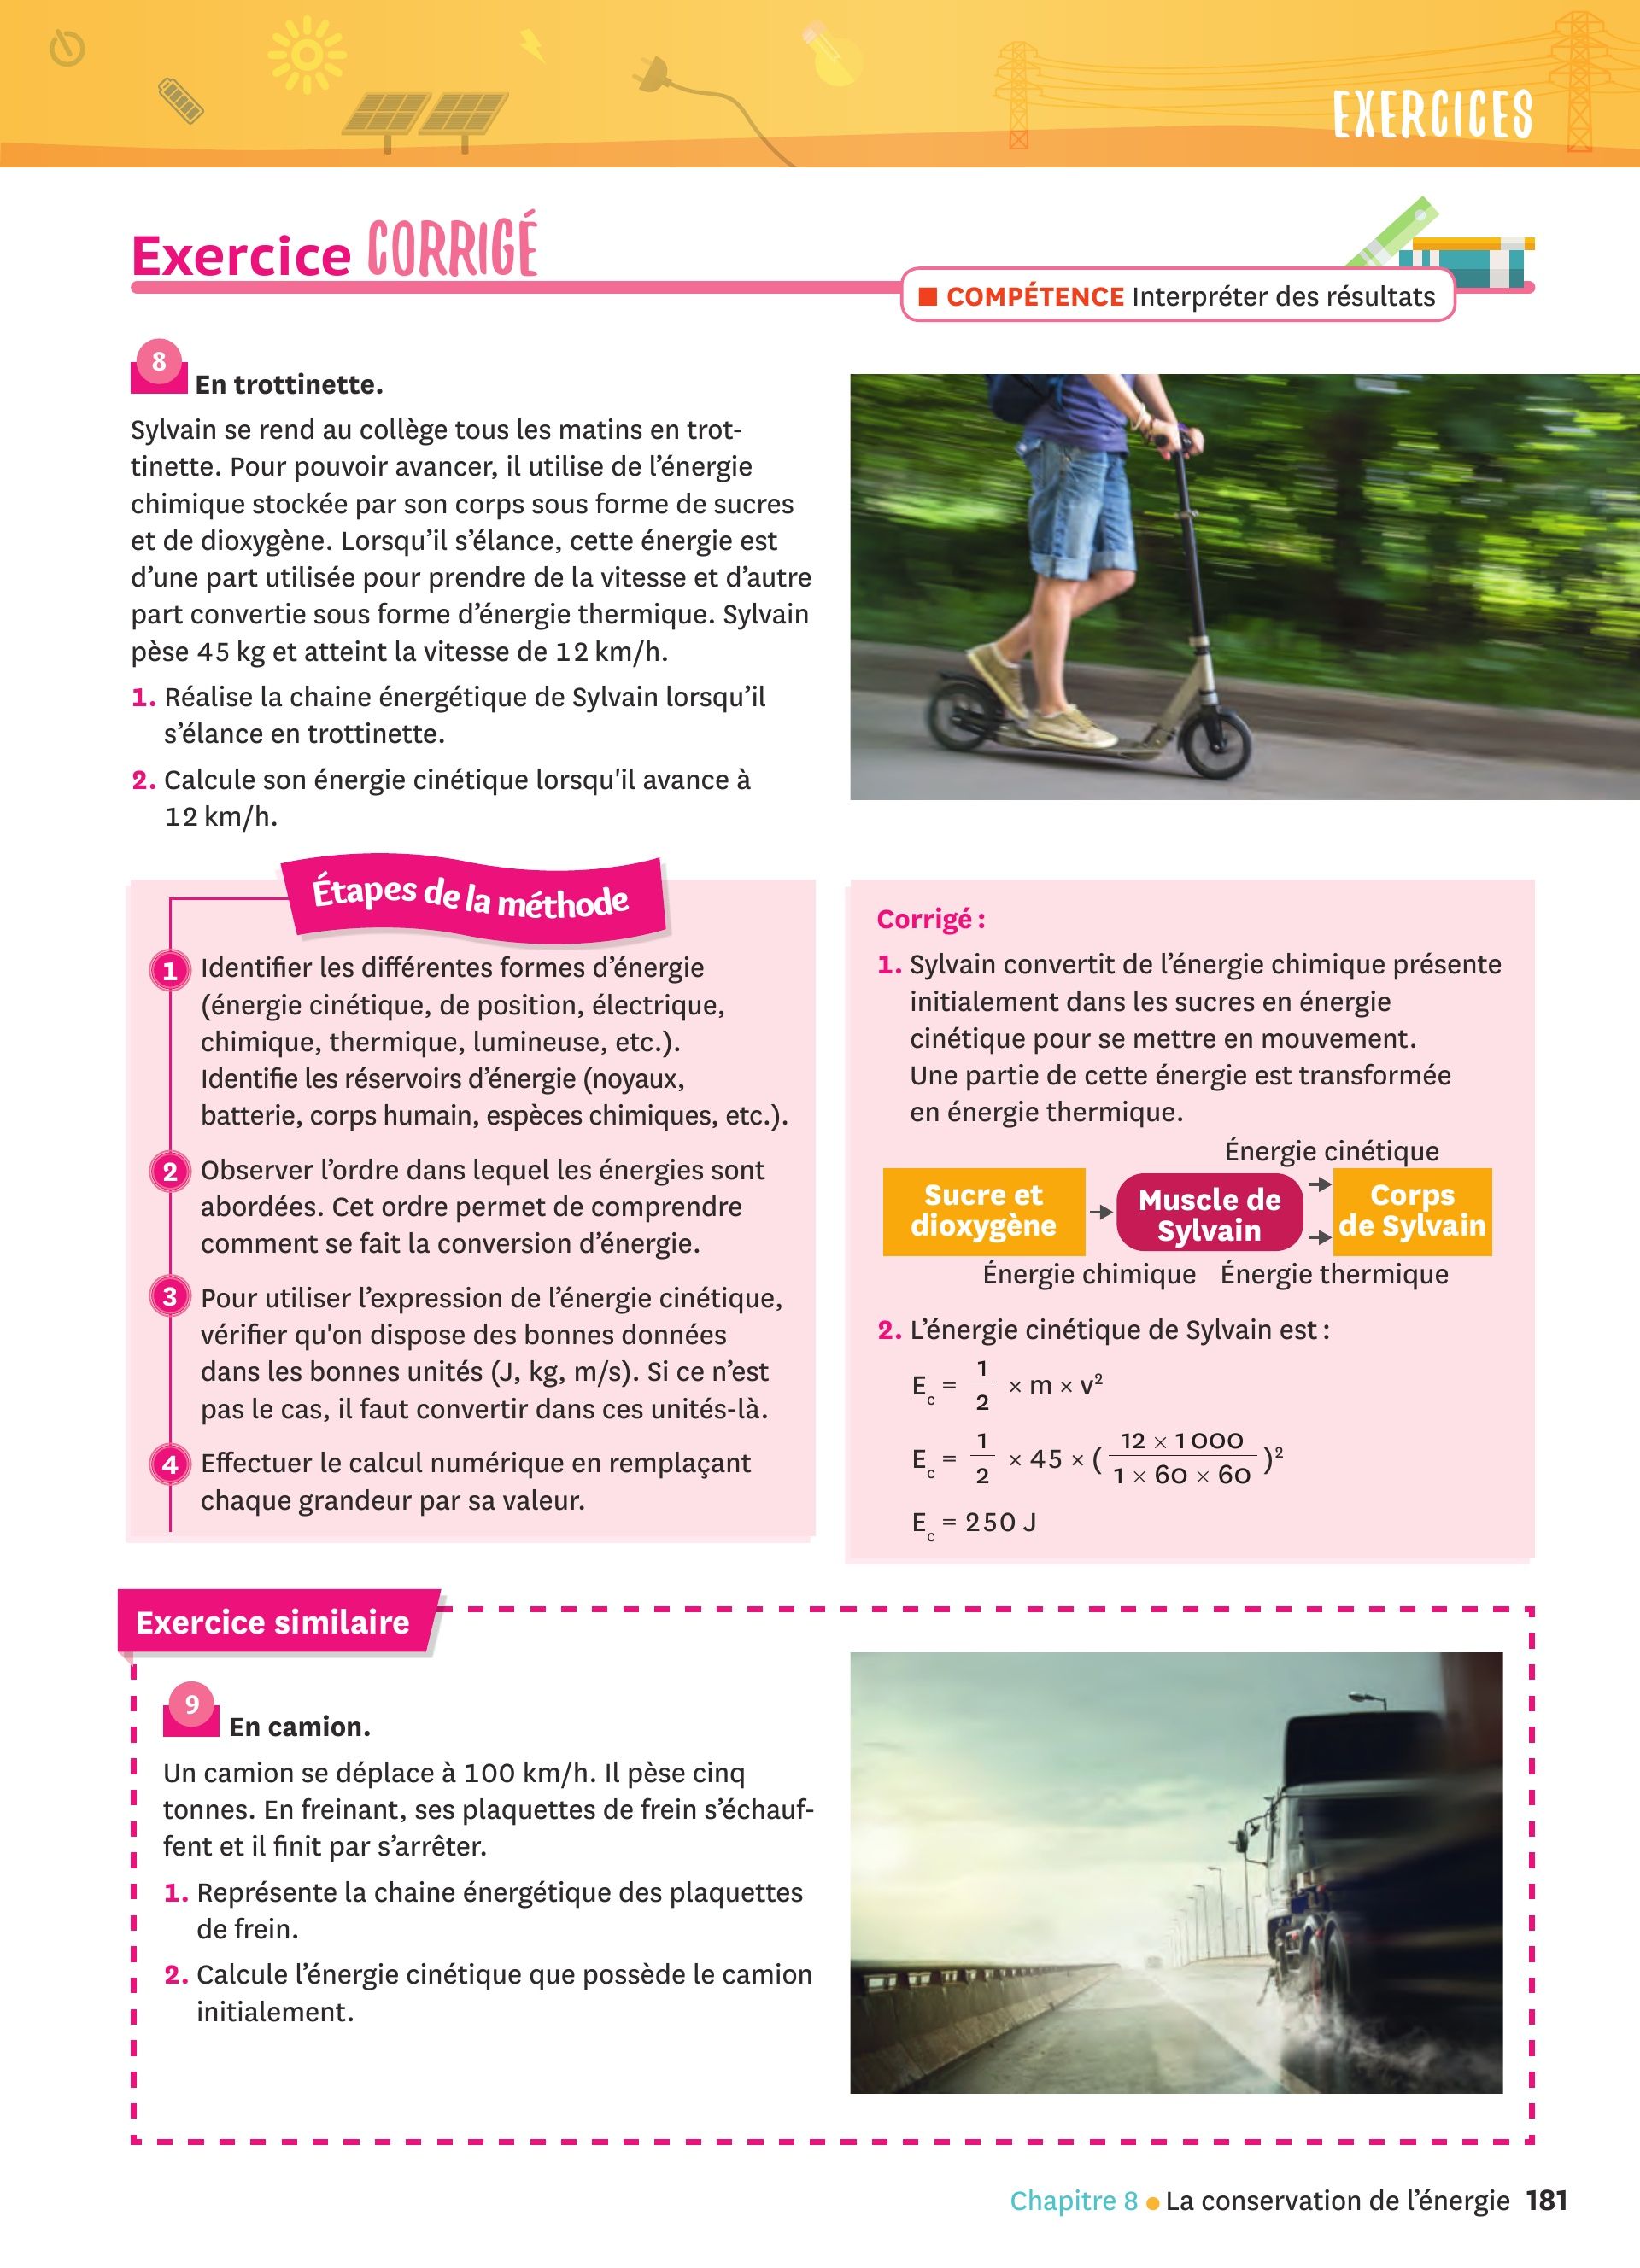 EXERCICES
Exercice CORRIGÉ
■ COMPÉTENCE Interpréter des résultats
8
En trottinette.
Sylvain se rend au collège tous les matins en trot-
tinette. Pour pouvoir avancer, il utilise de l’énergie
chimique stockée par son corps sous forme de sucres
et de dioxygène. Lorsqu’il s’élance, cette énergie est
d’une part utilisée pour prendre de la vitesse et d’autre
part convertie sous forme d’énergie thermique. Sylvain
pèse 45 kg et atteint la vitesse de 12 km/h.
1. Réalise la chaine énergétique de Sylvain lorsqu’il
s’élance en trottinette.
2. Calcule son énergie cinétique lorsqu'il avance à
12 km/h.
Étapes de la méthode
1 Identifier les différentes formes d’énergie
(énergie cinétique, de position, électrique,
chimique, thermique, lumineuse, etc.).
Identifie les réservoirs d’énergie (noyaux,
batterie, corps humain, espèces chimiques, etc.).
2 Observer l’ordre dans lequel les énergies sont
abordées. Cet ordre permet de comprendre
comment se fait la conversion d’énergie.
3 Pour utiliser l’expression de l’énergie cinétique,
vérifier qu'on dispose des bonnes données
dans les bonnes unités (J, kg, m/s). Si ce n’est
pas le cas, il faut convertir dans ces unités-là.
4 Effectuer le calcul numérique en remplaçant
chaque grandeur par sa valeur.
Corrigé :
1. Sylvain convertit de l’énergie chimique présente
initialement dans les sucres en énergie
cinétique pour se mettre en mouvement.
Une partie de cette énergie est transformée
en énergie thermique.
Énergie cinétique
Sucre et
dioxygène
Muscle de
Sylvain
Corps
de Sylvain
Énergie chimique Énergie thermique
2. L’énergie cinétique de Sylvain est :
E_c = 1/2 × m × v²
E_c = 1/2 × 45 × (12 × 1 000 / 1 × 60 × 60)²
E_c = 250 J
Exercice similaire
9
En camion.
Un camion se déplace à 100 km/h. Il pèse cinq
tonnes. En freinant, ses plaquettes de frein s’échauf-
fent et il finit par s’arrêter.
1. Représente la chaine énergétique des plaquettes
de frein.
2. Calcule l’énergie cinétique que possède le camion
initialement.
Chapitre 8 • La conservation de l’énergie 181